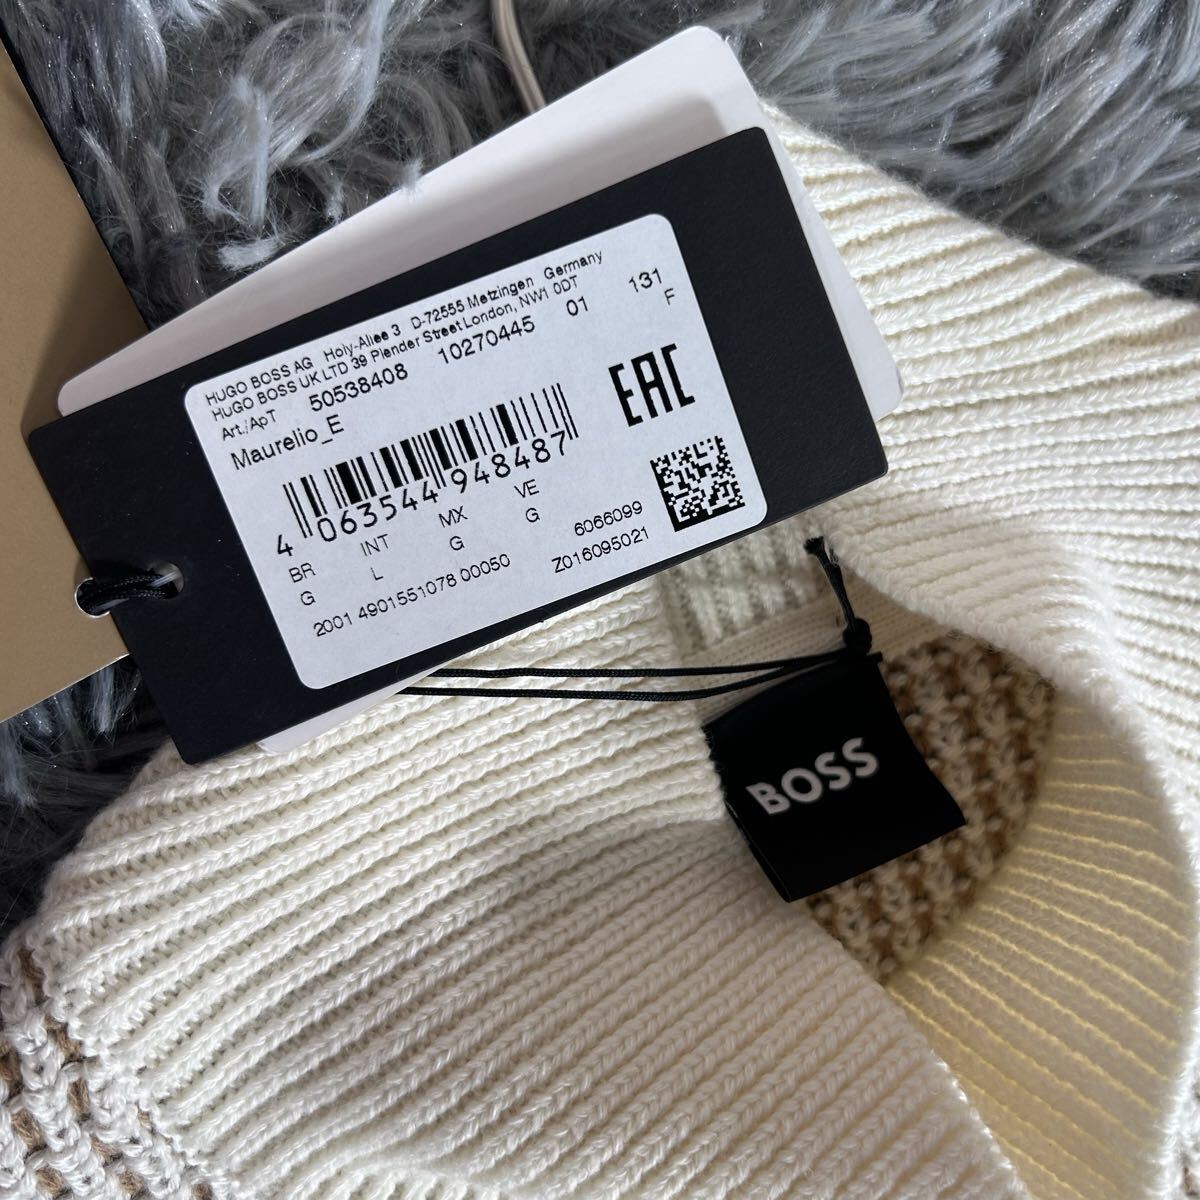 HUGO BOSS AG Holy-Allee 3 D-72555 Metzingen Germany
HUGO BOSS UK LTD 39 Plender Street London, NW1 0DT
Art./ApT 50538408 10270445 01 131
Maurelio_E F
EAC
4 063544 948487
BR INT MX VE
G L G G
2001 4901551078 00050
6066099
Z016095021
BOSS